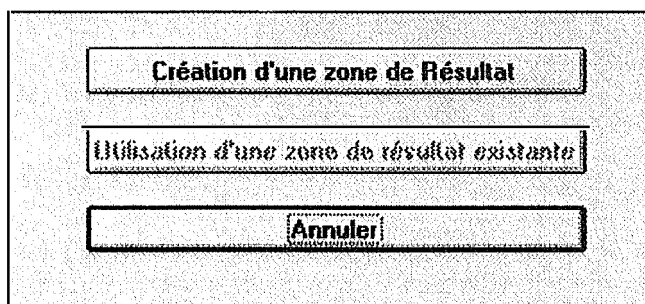 Création d'une zone de Résultat
Utilisation d'une zone de résultat existante
Annuler